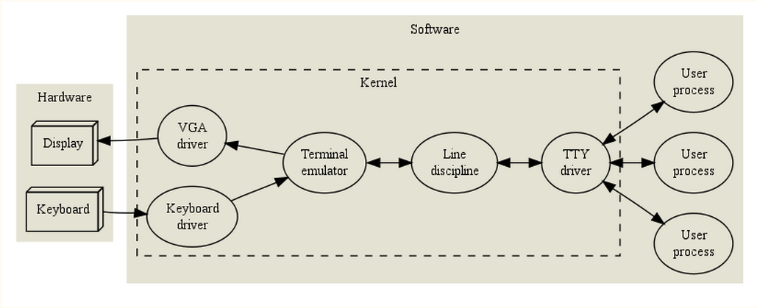 Software
Kernel
Hardware
Display
Keyboard
VGA
driver
Keyboard
driver
Terminal
emulator
Line
discipline
TTY
driver
User
process
User
process
User
process